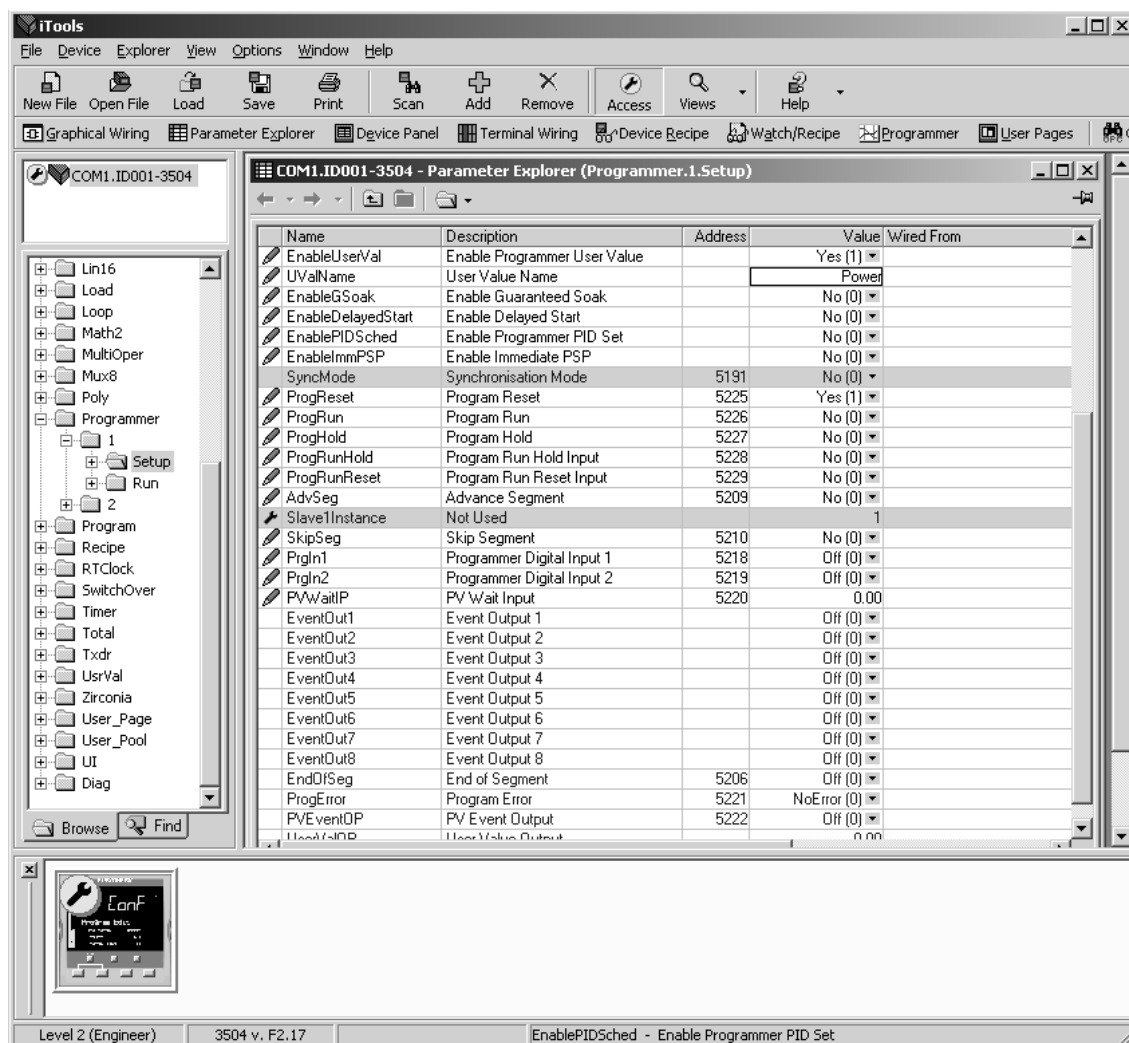 iTools
File Device Explorer View Options Window Help
New File Open File Load Save Print Scan Add Remove Access Views Help
Graphical Wiring Parameter Explorer Device Panel Terminal Wiring Device Recipe Watch/Recipe Programmer User Pages
COM1.ID001-3504
Lin16
Load
Loop
Math2
MultiOper
Mux8
Poly
Programmer
1
Setup
Run
2
Program
Recipe
RTClock
SwitchOver
Timer
Total
Txdr
UsrVal
Zirconia
User_Page
User_Pool
UI
Diag
Browse Find
COM1.ID001-3504 - Parameter Explorer (Programmer.1.Setup)
Name Description Address Value Wired From
EnableUserVal Enable Programmer User Value Yes (1)
UValName User Value Name Power
EnableGSoak Enable Guaranteed Soak No (0)
EnableDelayedStart Enable Delayed Start No (0)
EnablePIDSched Enable Programmer PID Set No (0)
EnableImmPSP Enable Immediate PSP No (0)
SyncMode Synchronisation Mode 5191 No (0)
ProgReset Program Reset 5225 Yes (1)
ProgRun Program Run 5226 No (0)
ProgHold Program Hold 5227 No (0)
ProgRunHold Program Run Hold Input 5228 No (0)
ProgRunReset Program Run Reset Input 5229 No (0)
AdvSeg Advance Segment 5209 No (0)
Slave1Instance Not Used 1
SkipSeg Skip Segment 5210 No (0)
PrgIn1 Programmer Digital Input 1 5218 Off (0)
PrgIn2 Programmer Digital Input 2 5219 Off (0)
PVWaitIP PV Wait Input 5220 0.00
EventOut1 Event Output 1 Off (0)
EventOut2 Event Output 2 Off (0)
EventOut3 Event Output 3 Off (0)
EventOut4 Event Output 4 Off (0)
EventOut5 Event Output 5 Off (0)
EventOut6 Event Output 6 Off (0)
EventOut7 Event Output 7 Off (0)
EventOut8 Event Output 8 Off (0)
EndOfSeg End of Segment 5206 Off (0)
ProgError Program Error 5221 NoError (0)
PVEventOP PV Event Output 5222 Off (0)
UserValOP User Value Output 0.00
ConF
Level 2 (Engineer) 3504 v. F2.17 EnablePIDSched - Enable Programmer PID Set